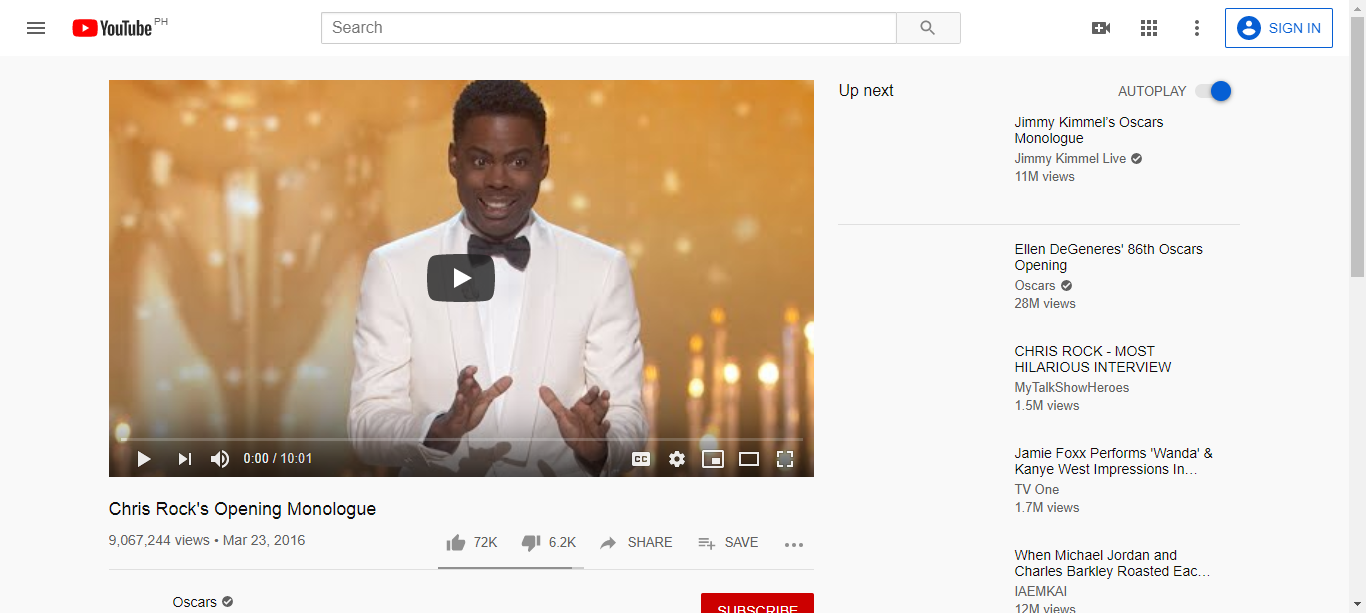 YouTube PH
Search
SIGN IN
Up next
AUTOPLAY
Jimmy Kimmel's Oscars
Monologue
Jimmy Kimmel Live
11M views
Ellen DeGeneres' 86th Oscars
Opening
Oscars
28M views
CHRIS ROCK - MOST
HILARIOUS INTERVIEW
MyTalkShowHeroes
1.5M views
Jamie Foxx Performs 'Wanda' &
Kanye West Impressions In…
TV One
1.7M views
When Michael Jordan and
Charles Barkley Roasted Eac…
IAEMKAI
12M views
CC
0:00 / 10:01
Chris Rock's Opening Monologue
9,067,244 views • Mar 23, 2016
72K
6.2K
SHARE
SAVE
Oscars
SUBSCRIBE